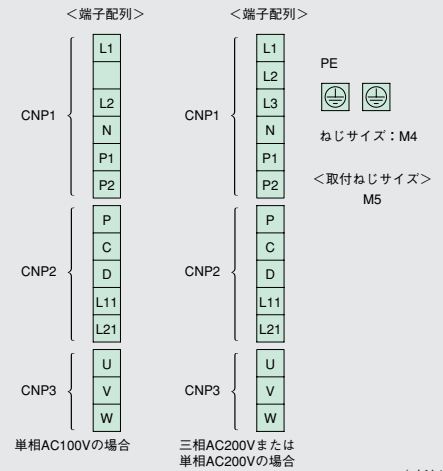 <端子配列>
L1
L2
N
P1
P2
CNP1
P
C
D
L11
L21
CNP2
U
V
W
CNP3
単相AC100Vの場合
<端子配列>
L1
L2
L3
N
P1
P2
CNP1
P
C
D
L11
L21
CNP2
U
V
W
CNP3
三相AC200Vまたは
単相AC200Vの場合
PE
ねじサイズ：M4
<取付ねじサイズ>
M5